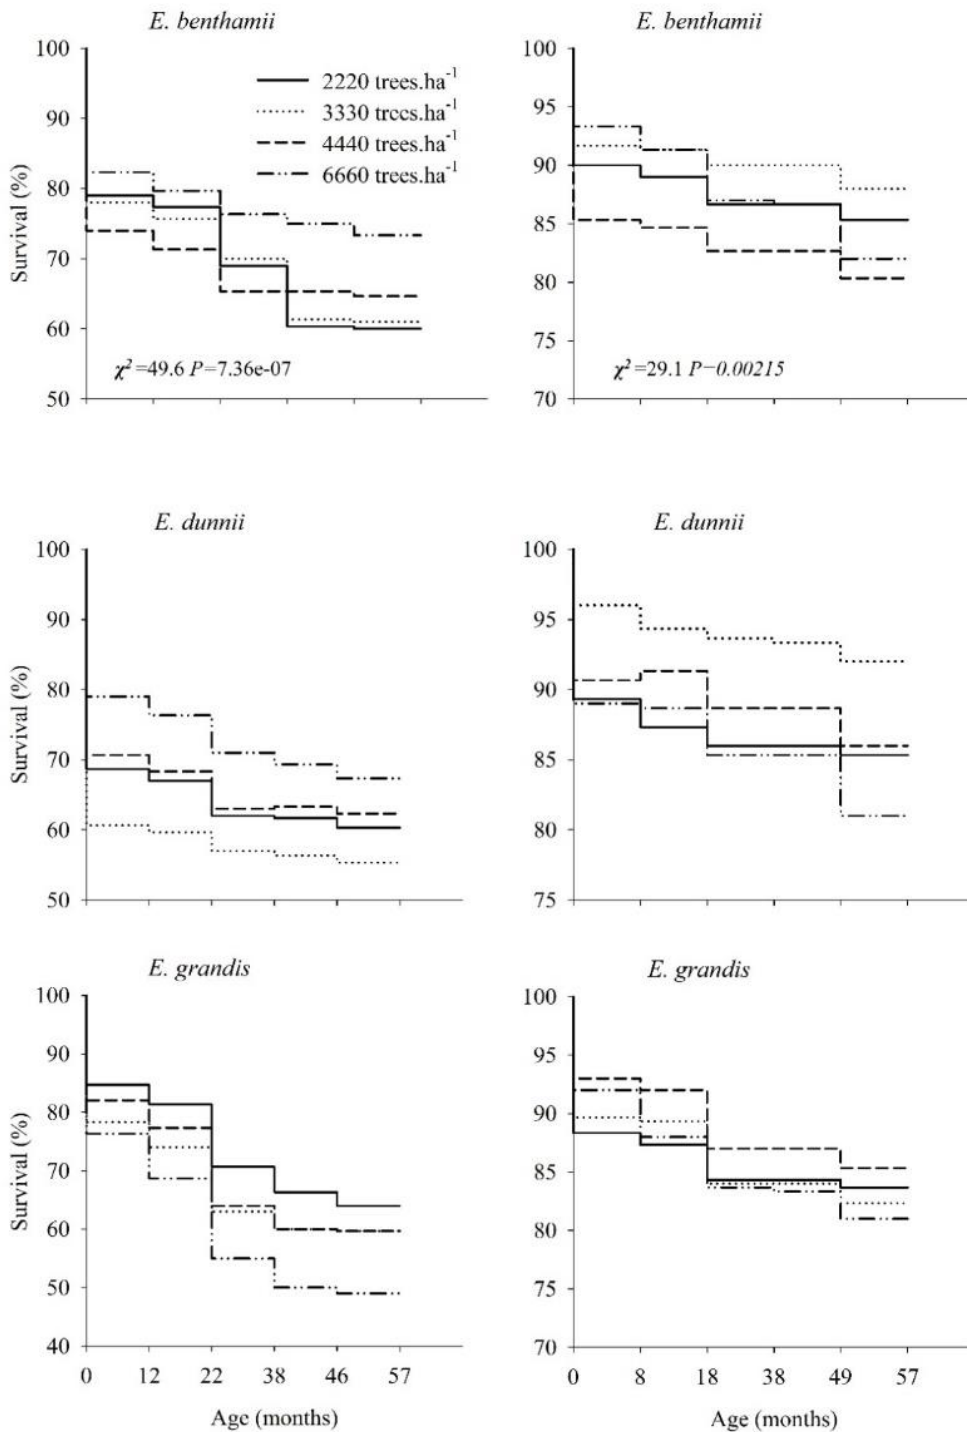 E. benthamii
100
90
80
70
60
50
Survival (%)
2220 trees.ha⁻¹
3330 trees.ha⁻¹
4440 trees.ha⁻¹
6660 trees.ha⁻¹
χ²=49.6 P=7.36e-07
E. benthamii
100
95
90
85
80
75
70
χ²=29.1 P=0.00215
E. dunnii
100
90
80
70
60
50
Survival (%)
E. dunnii
100
95
90
85
80
75
E. grandis
100
90
80
70
60
50
40
Survival (%)
0 12 22 38 46 57
Age (months)
E. grandis
100
95
90
85
80
75
70
0 8 18 38 49 57
Age (months)